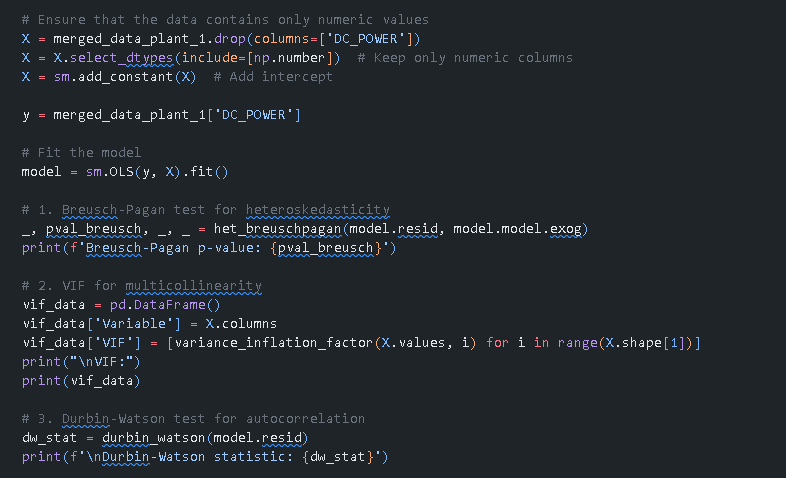 # Ensure that the data contains only numeric values
X = merged_data_plant_1.drop(columns=['DC_POWER'])
X = X.select_dtypes(include=[np.number])  # Keep only numeric columns
X = sm.add_constant(X)  # Add intercept
y = merged_data_plant_1['DC_POWER']
# Fit the model
model = sm.OLS(y, X).fit()
# 1. Breusch-Pagan test for heteroskedasticity
_, pval_breusch, _, _ = het_breuschpagan(model.resid, model.model.exog)
print(f'Breusch-Pagan p-value: {pval_breusch}')
# 2. VIF for multicollinearity
vif_data = pd.DataFrame()
vif_data['Variable'] = X.columns
vif_data['VIF'] = [variance_inflation_factor(X.values, i) for i in range(X.shape[1])]
print("\nVIF:")
print(vif_data)
# 3. Durbin-Watson test for autocorrelation
dw_stat = durbin_watson(model.resid)
print(f'\nDurbin-Watson statistic: {dw_stat}')